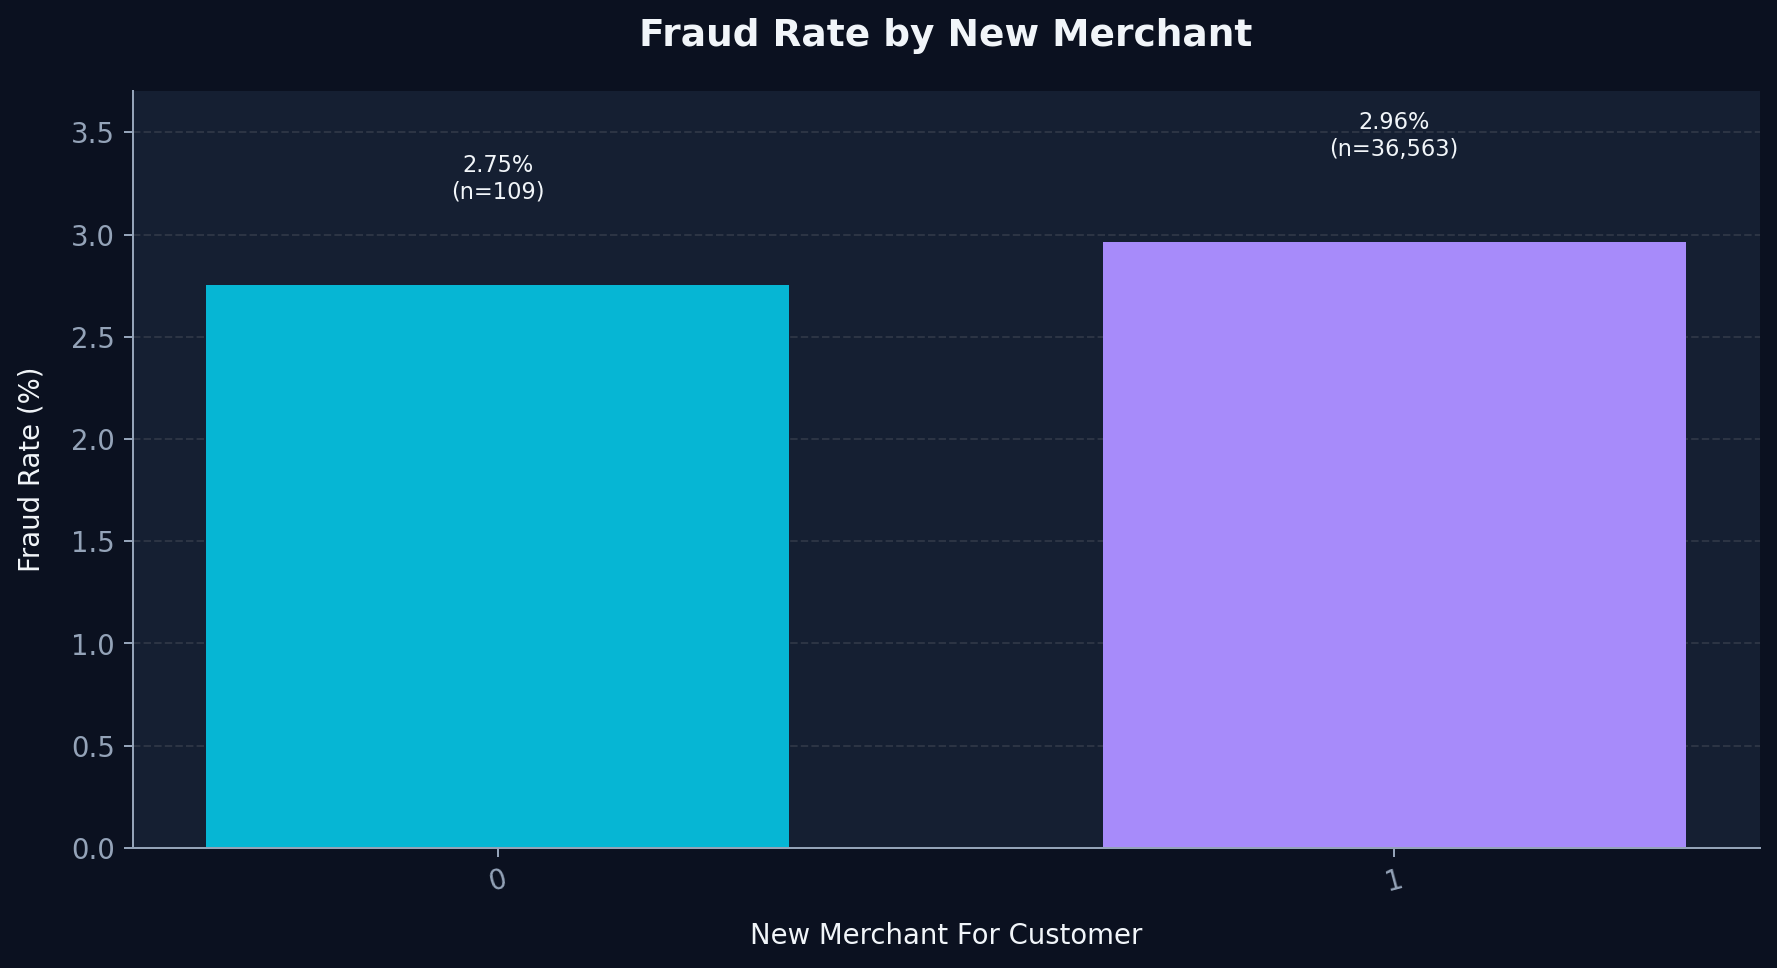 Fraud Rate by New Merchant
Fraud Rate (%)
3.5
3.0
2.5
2.0
1.5
1.0
0.5
0.0
2.75%
(n=109)
2.96%
(n=36,563)
0
1
New Merchant For Customer